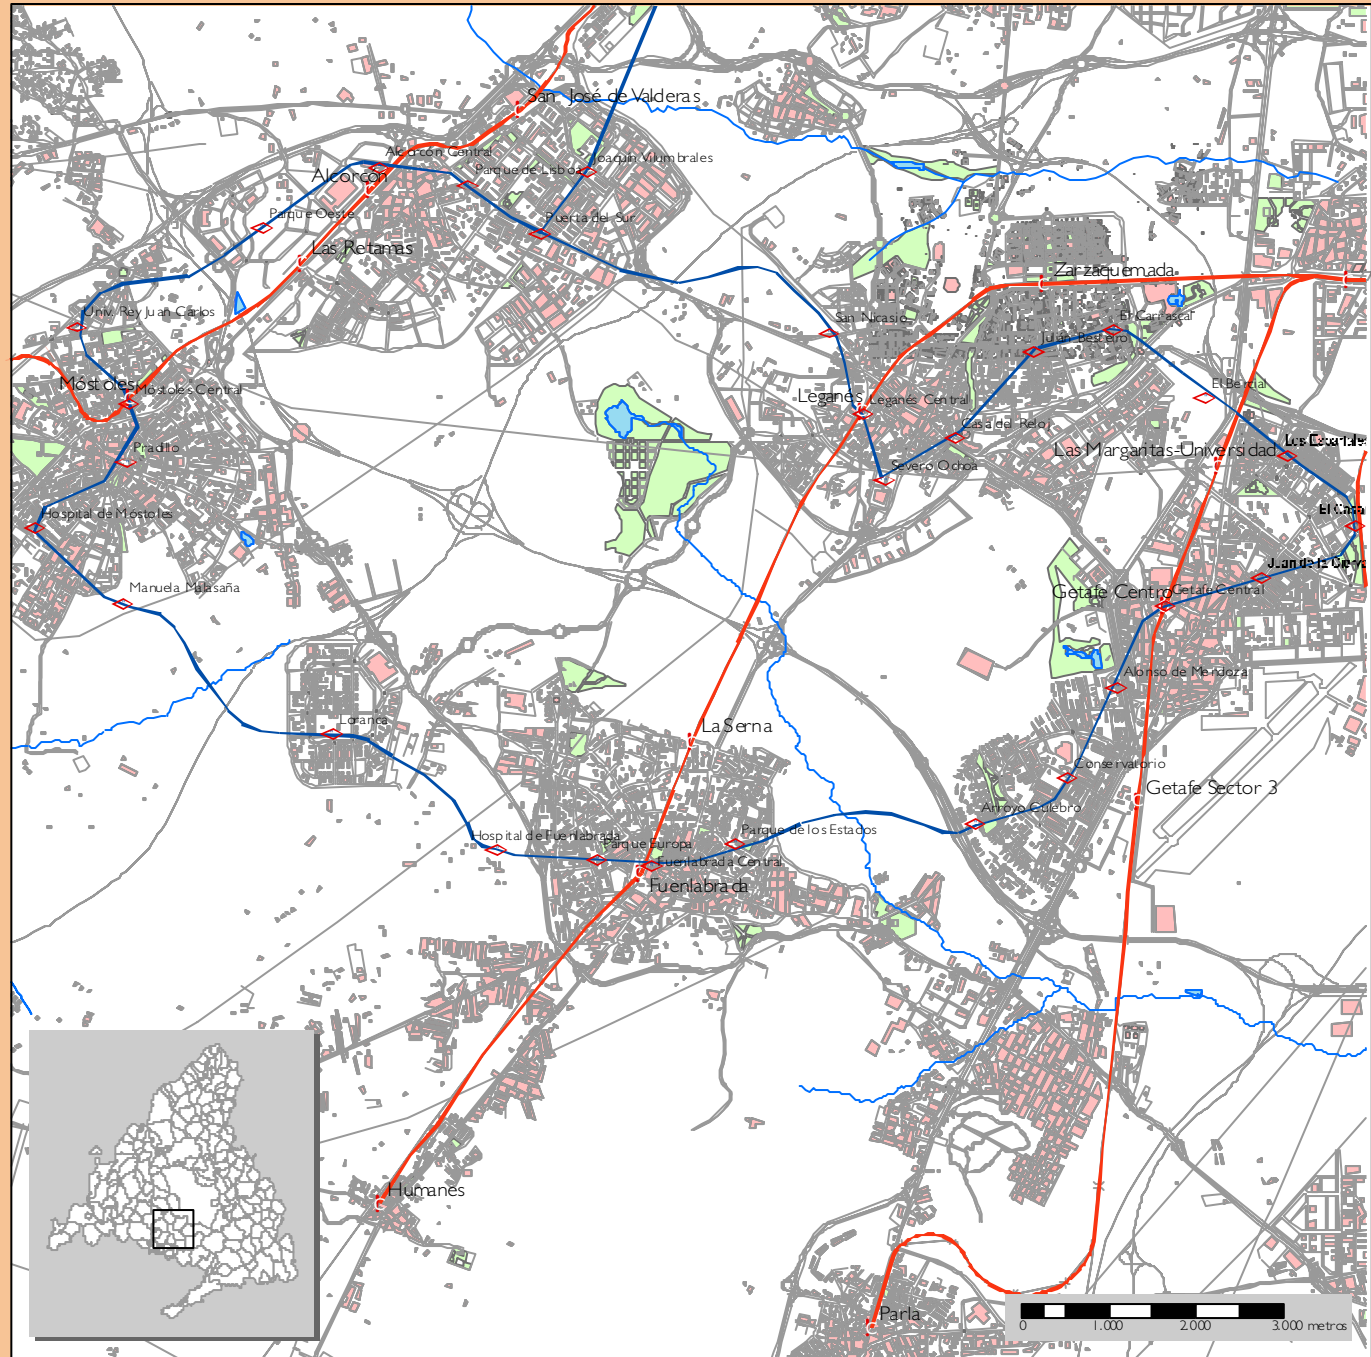 San José de Valderas
Alcorcón Central
Joaquín Vilumbrales
Parque de Lisboa
Alcorcón
Parque Oeste
Puerta del Sur
Las Retamas
Zarzaquemada
Univ. Rey Juan Carlos
San Nicasio
El Carrascal
Julián Besteiro
Móstoles
Móstoles Central
El Bercial
Leganés
Leganés Central
Casa del Reloj
Pradillo
Las Margaritas-Universidad
Severo Ochoa
Hospital de Móstoles
El Casar
Juan de la Cierva
Manuela Malasaña
Getafe Centro
Getafe Central
Alonso de Mendoza
Loranca
La Serna
Conservatorio
Getafe Sector 3
Arroyo Culebro
Hospital de Fuenlabrada
Parque de los Estados
Parque Europa
Fuenlabrada Central
Fuenlabrada
Humanes
Parla
0 1.000 2.000 3.000 metros